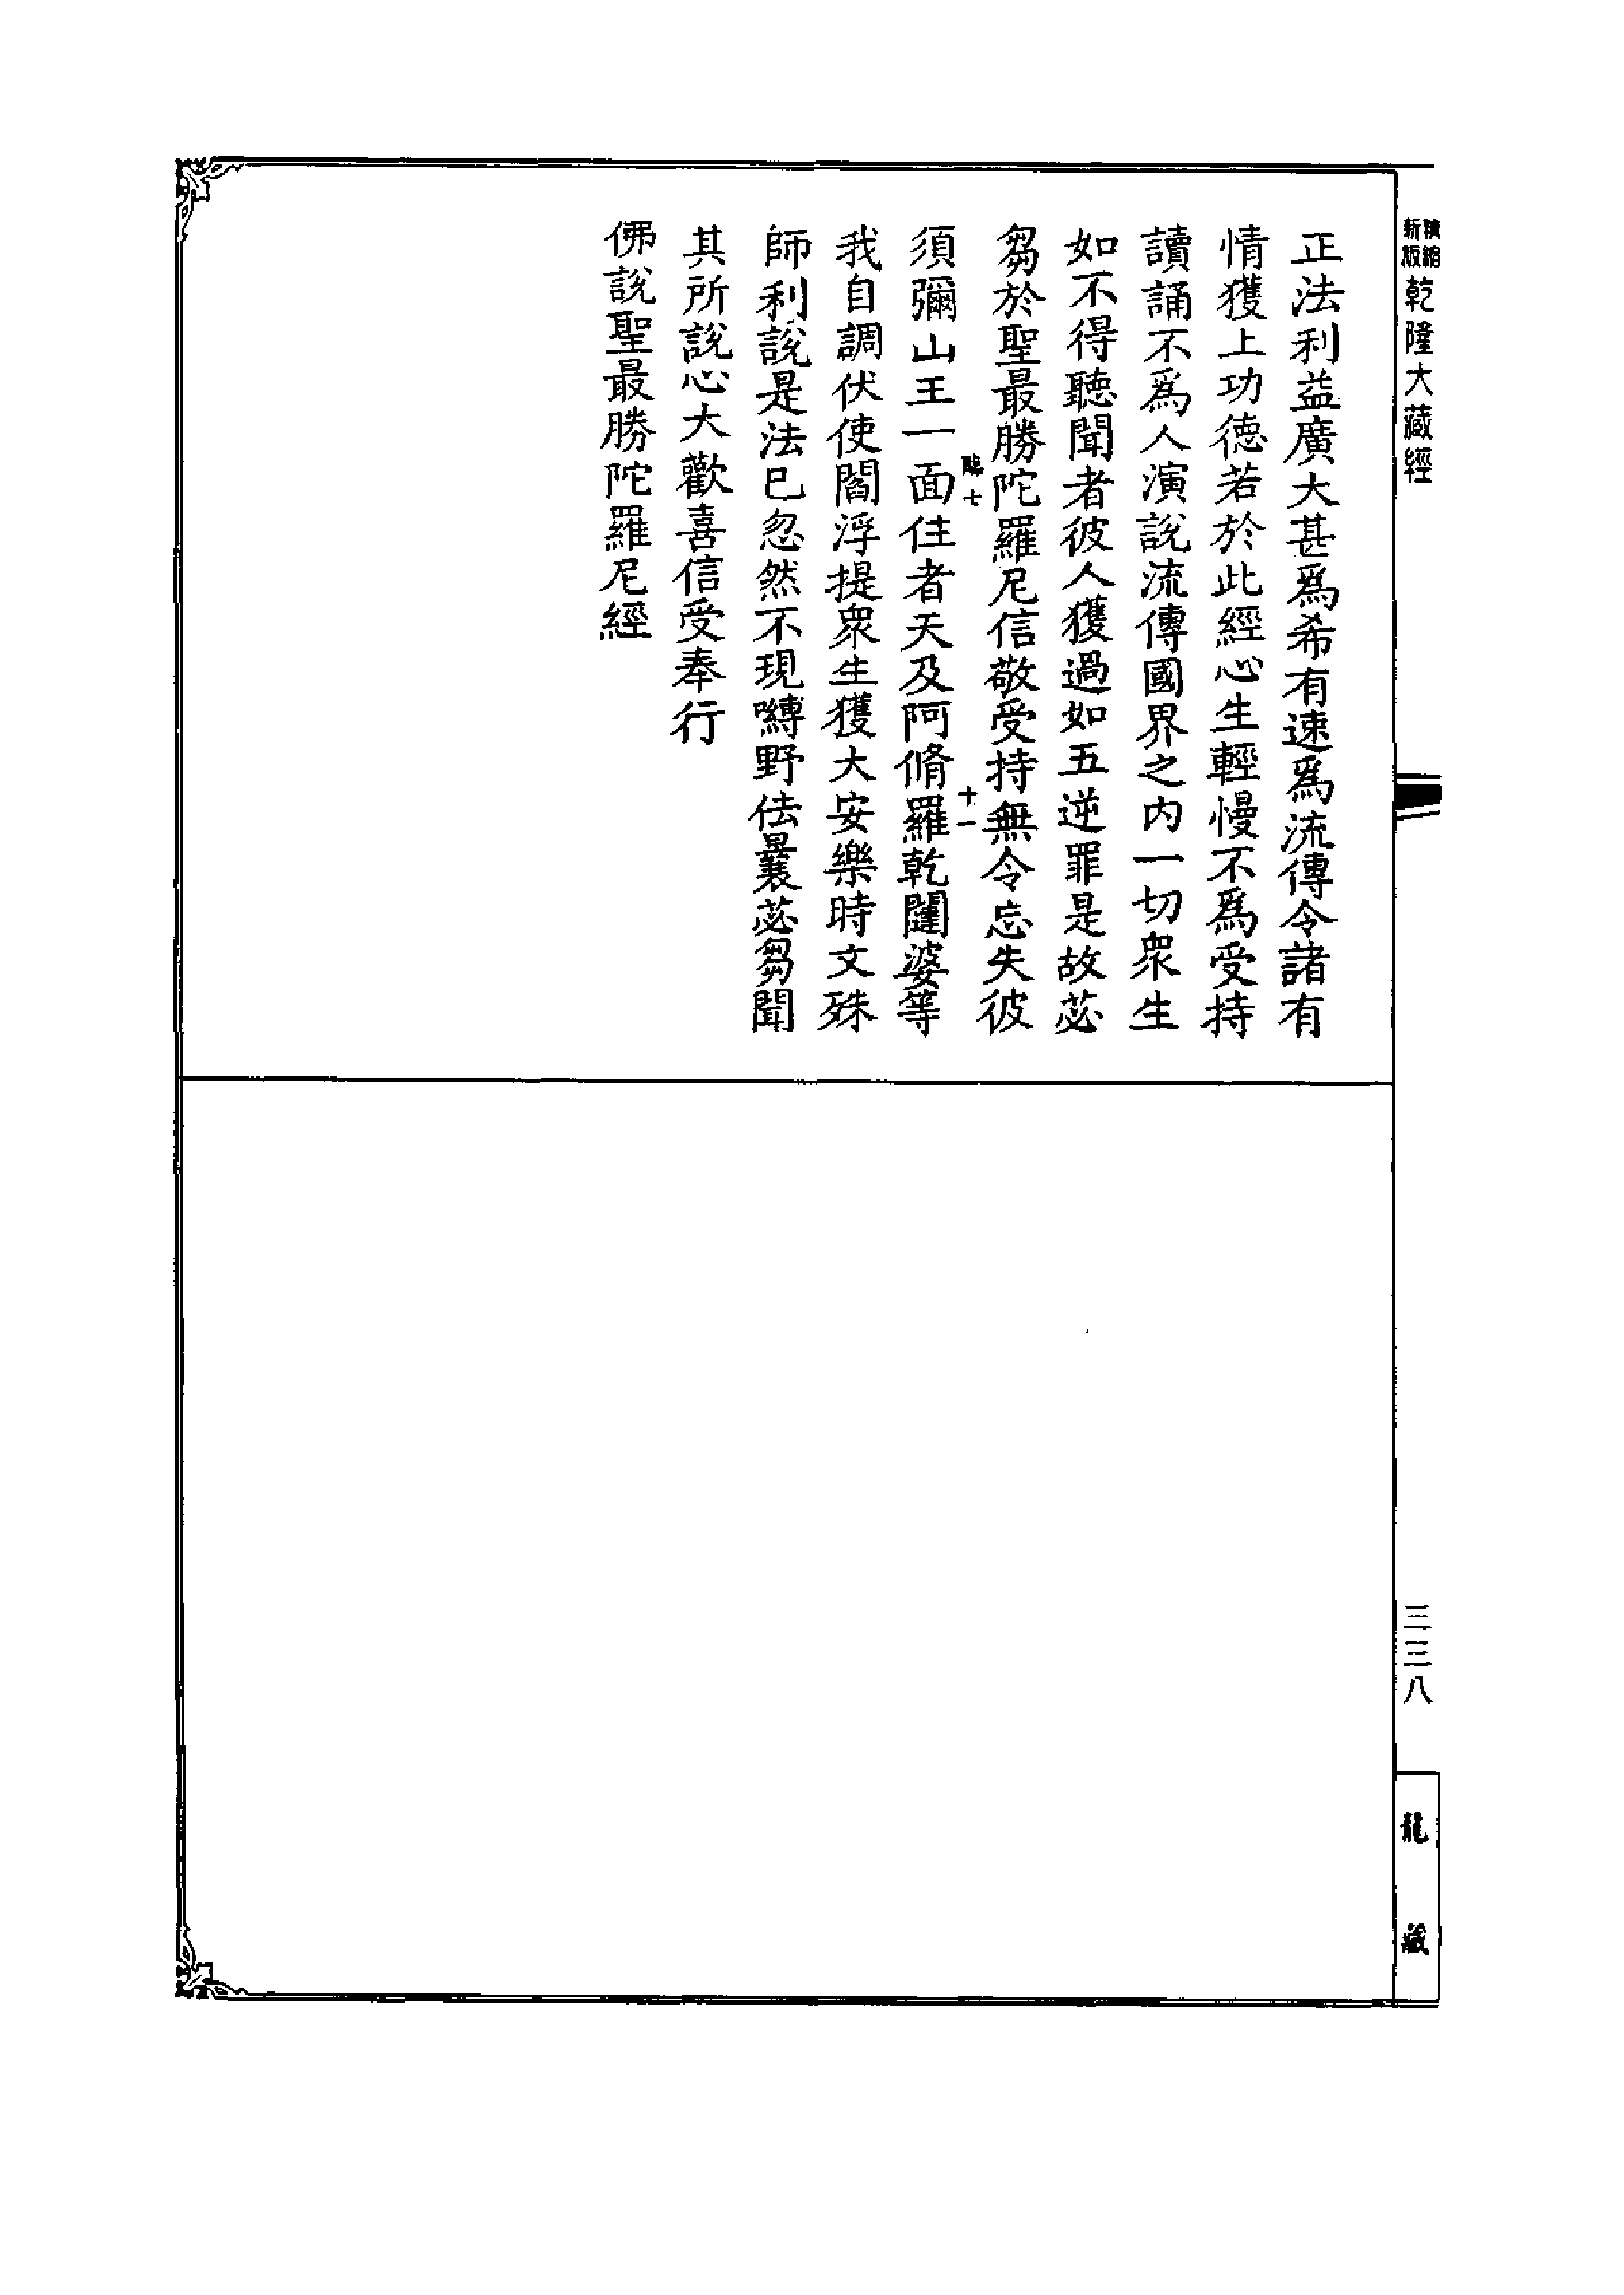 新版
乾隆大藏經
正法利益廣大甚爲希有速爲流傳令諸有
情獲上功德若於此經心生輕慢不爲受持
讀誦不爲人演說流傳國界之內一切眾生
如不得聽聞者彼人獲過如五逆罪是故苾
芻於聖最勝陀羅尼信敬受持無令忘失彼
七 十一
須彌山王一面住者天及阿脩羅乾闥婆等
我自調伏使閻浮提眾生獲大安樂時文殊
師利說是法已忽然不現嚩野佉曩苾芻聞
其所說心大歡喜信受奉行
佛說聖最勝陀羅尼經
三三八
龍藏